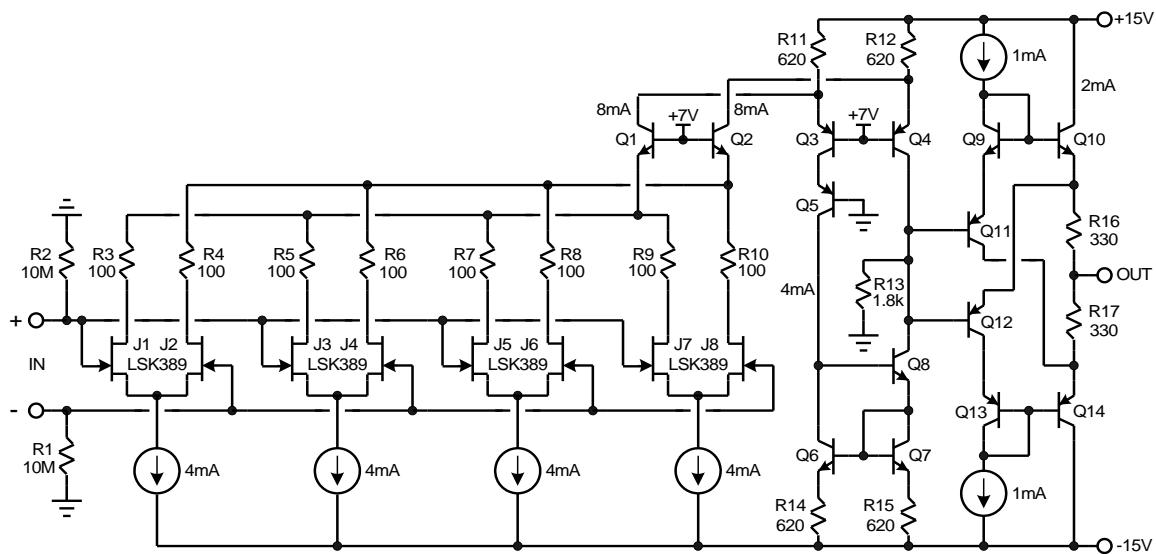 +15V
R11
620
R12
620
1mA
2mA
8mA
8mA
+7V
+7V
Q1
Q2
Q3
Q4
Q9
Q10
Q5
R2
10M
R3
100
R4
100
R5
100
R6
100
R7
100
R8
100
R9
100
R10
100
Q11
R16
330
4mA
R13
1.8k
OUT
+
IN
-
J1 J2
LSK389
J3 J4
LSK389
J5 J6
LSK389
J7 J8
LSK389
Q12
R17
330
Q8
Q13
Q14
R1
10M
4mA
4mA
4mA
4mA
Q6
Q7
R14
620
R15
620
1mA
-15V